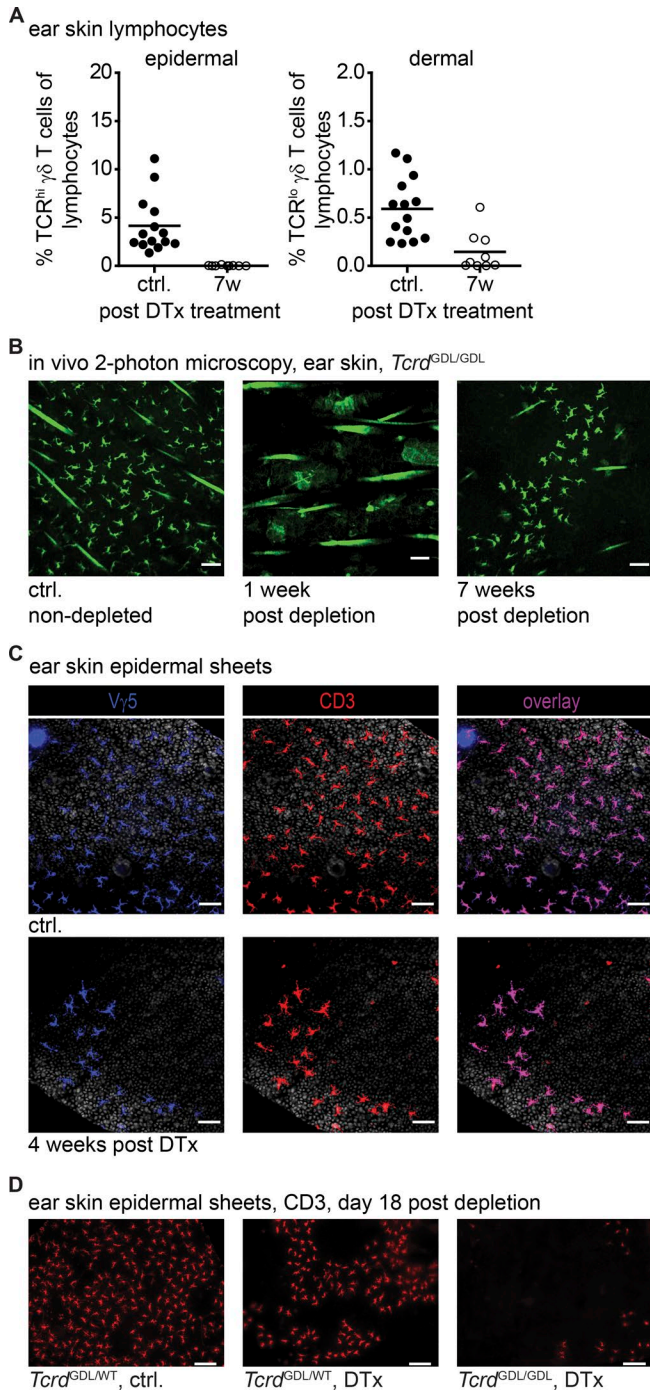 A
ear skin lymphocytes
epidermal
dermal
% TCRhi γδ T cells of
lymphocytes
20
15
10
5
0
ctrl.
7w
post DTx treatment
% TCRlo γδ T cells of
lymphocytes
2.0
1.5
1.0
0.5
0.0
ctrl.
7w
post DTx treatment
B
in vivo 2-photon microscopy, ear skin, TcrdGDL/GDL
ctrl.
non-depleted
1 week
post depletion
7 weeks
post depletion
C
ear skin epidermal sheets
Vγ5
CD3
overlay
ctrl.
4 weeks post DTx
D
ear skin epidermal sheets, CD3, day 18 post depletion
TcrdGDL/WT, ctrl.
TcrdGDL/WT, DTx
TcrdGDL/GDL, DTx